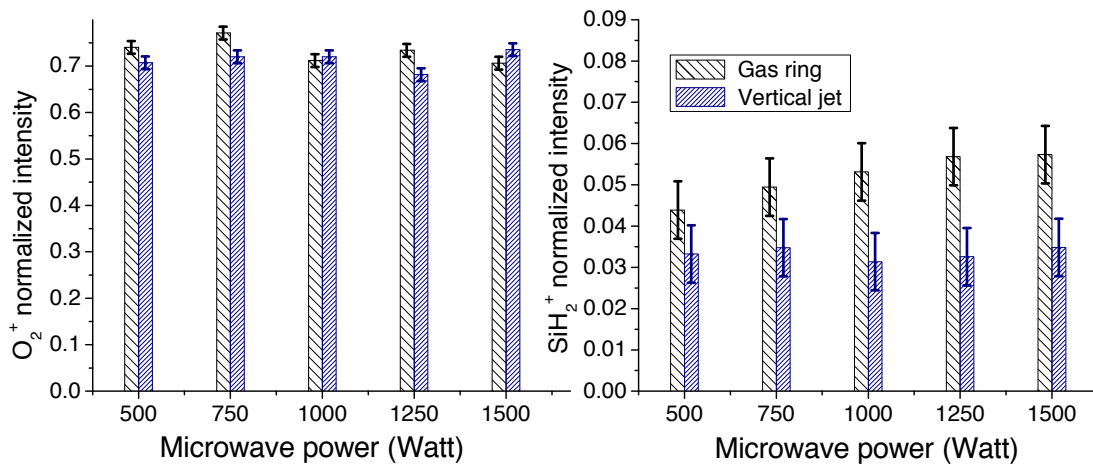 O₂⁺ normalized intensity
0.7
0.6
0.5
0.4
0.3
0.2
0.1
0.0
500 750 1000 1250 1500
Microwave power (Watt)
SiH₂⁺ normalized intensity
0.09
0.08
0.07
0.06
0.05
0.04
0.03
0.02
0.01
0.00
Gas ring
Vertical jet
500 750 1000 1250 1500
Microwave power (Watt)